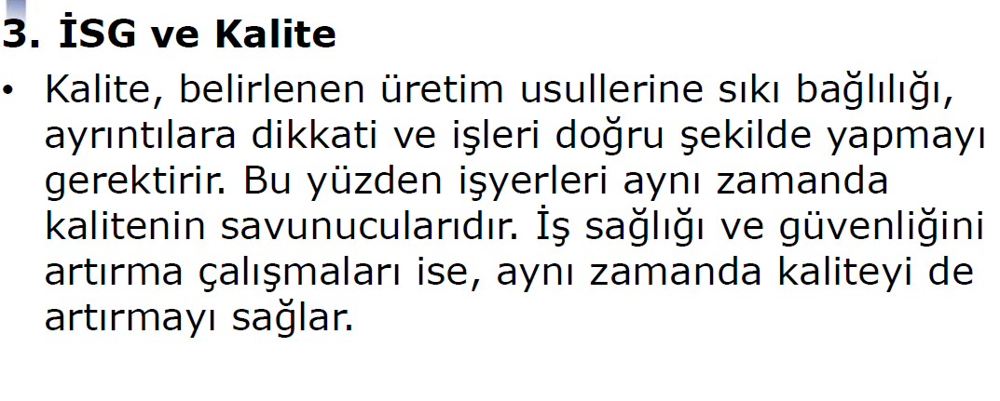 3. İSG ve Kalite
• Kalite, belirlenen üretim usullerine sıkı bağlılığı,
ayrıntılara dikkati ve işleri doğru şekilde yapmayı
gerektirir. Bu yüzden işyerleri aynı zamanda
kalitenin savunucularıdır. İş sağlığı ve güvenliğini
artırma çalışmaları ise, aynı zamanda kaliteyi de
artırmayı sağlar.